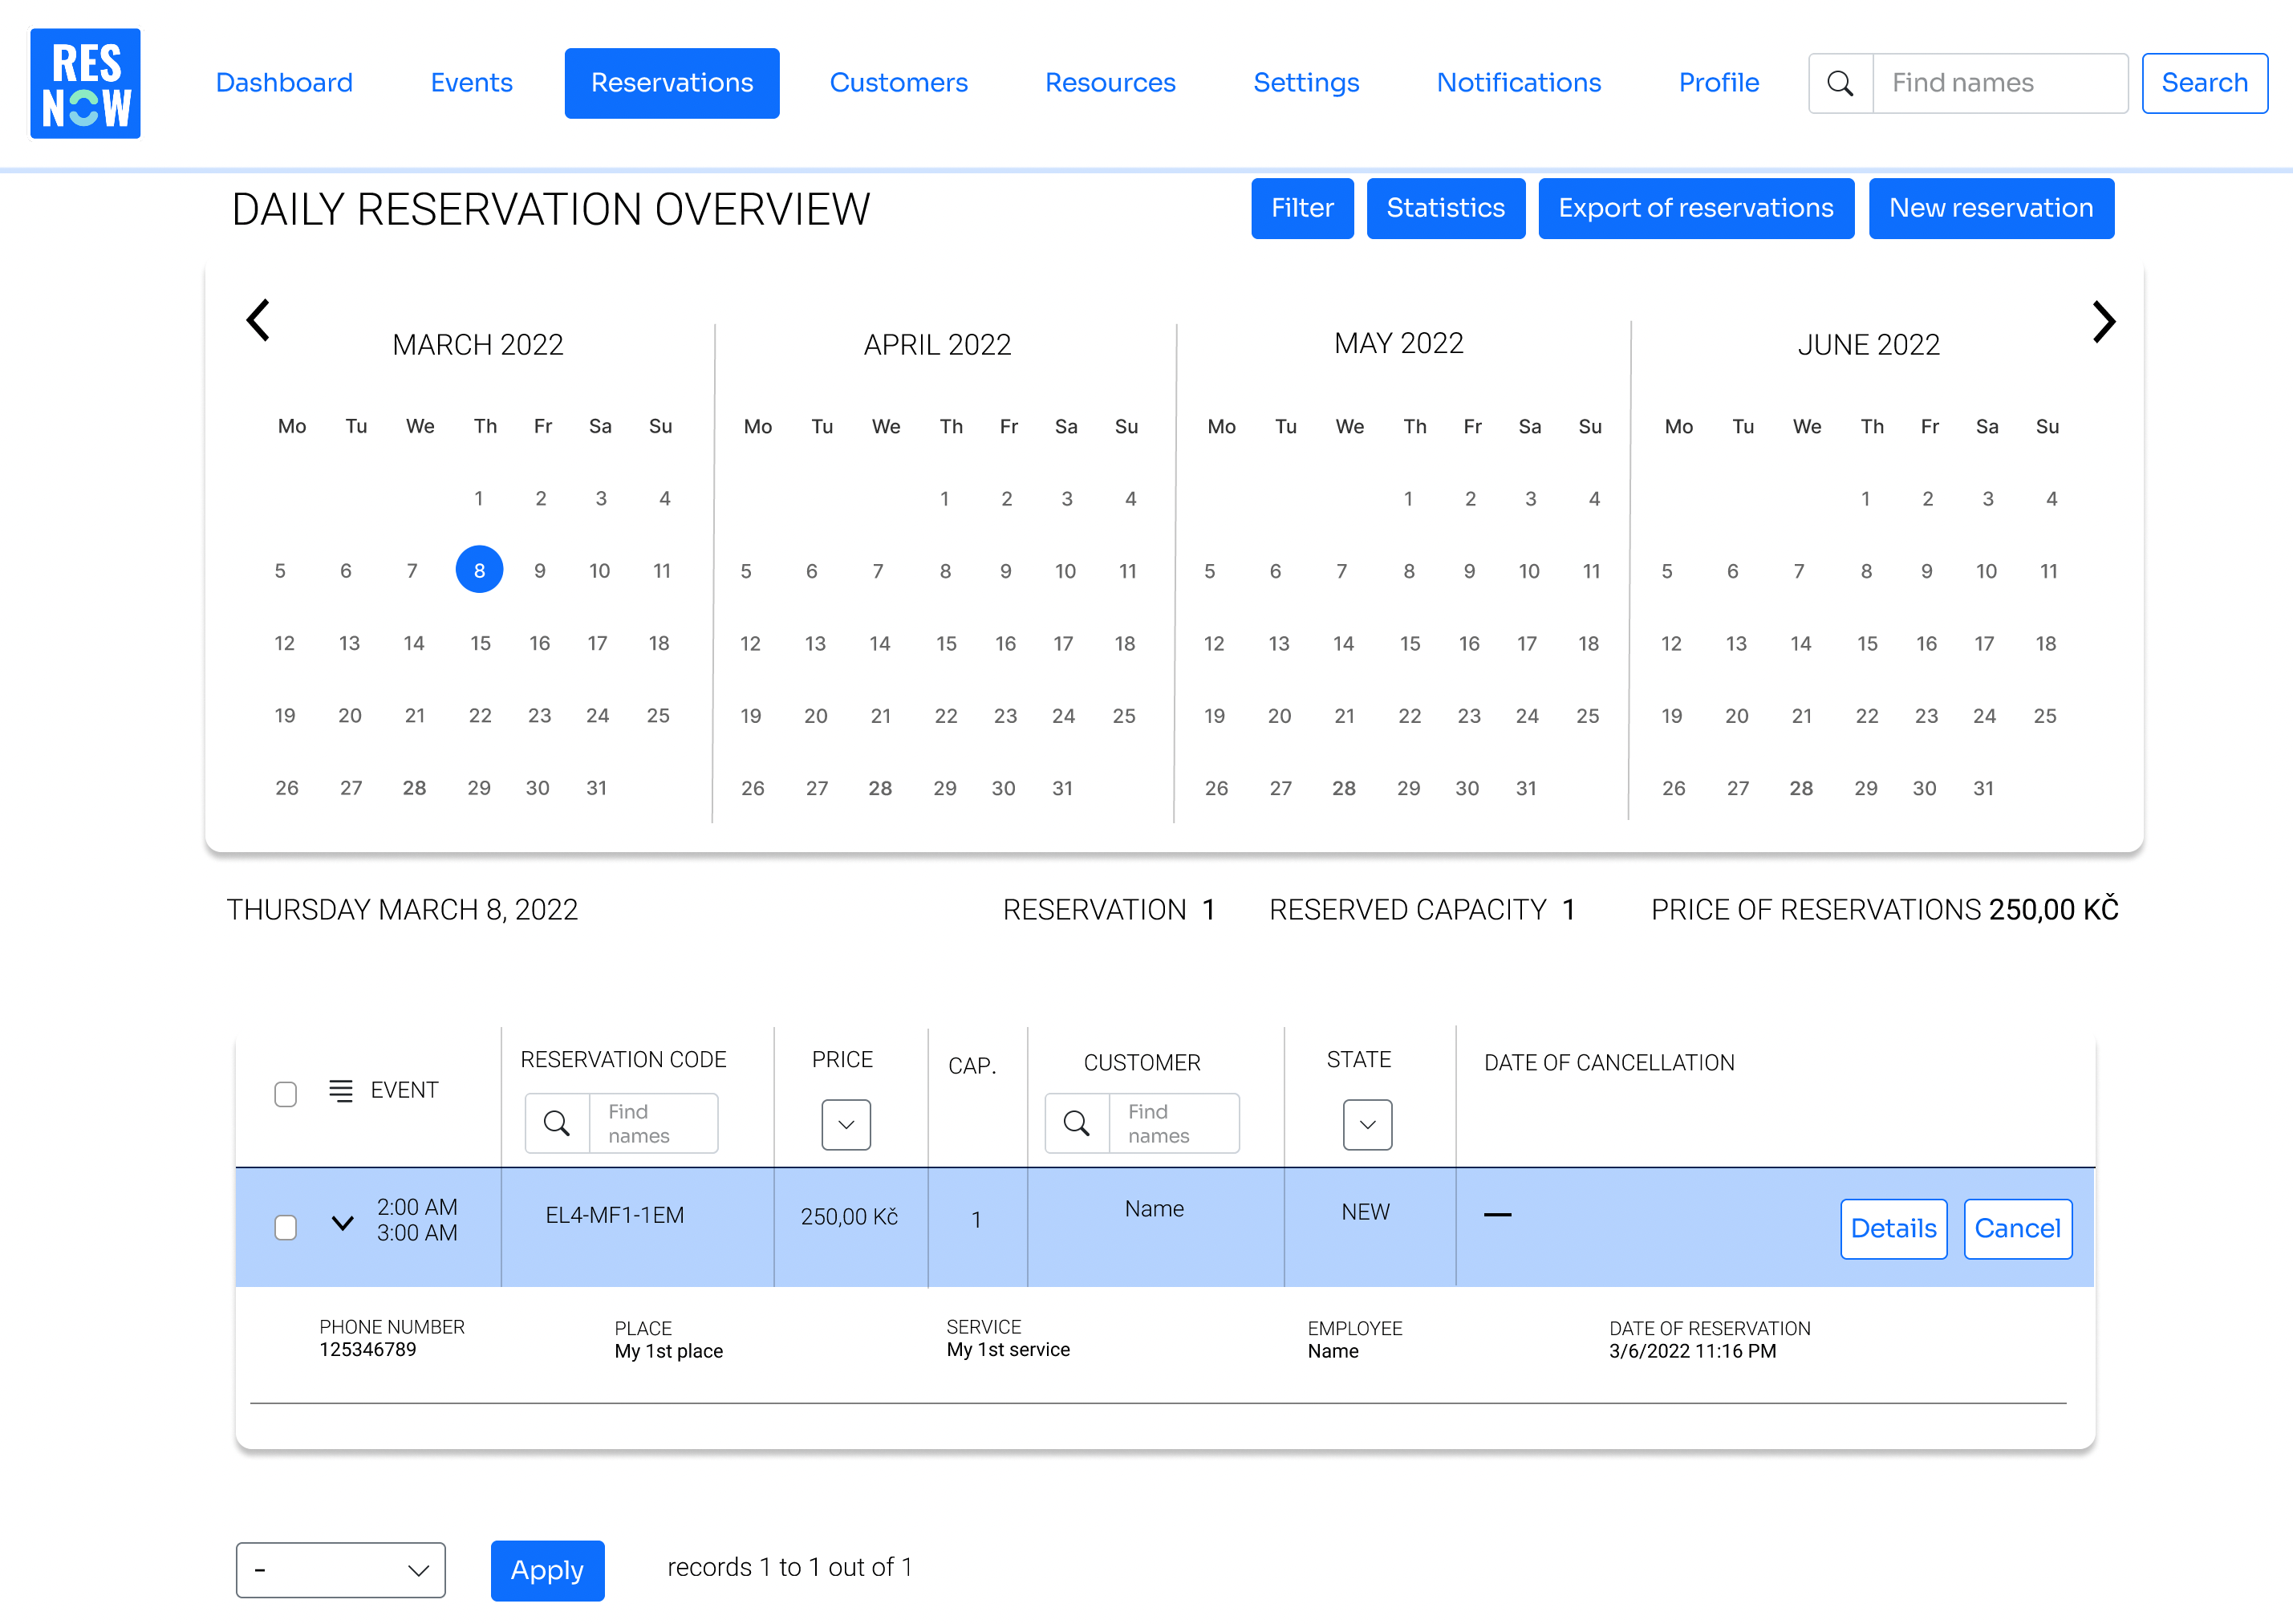 RES
NOW
Dashboard Events Reservations Customers Resources Settings Notifications Profile Find names Search
DAILY RESERVATION OVERVIEW Filter Statistics Export of reservations New reservation
MARCH 2022 APRIL 2022 MAY 2022 JUNE 2022
Mo Tu We Th Fr Sa Su Mo Tu We Th Fr Sa Su Mo Tu We Th Fr Sa Su Mo Tu We Th Fr Sa Su
1 2 3 4 1 2 3 4 1 2 3 4 1 2 3 4
5 6 7 8 9 10 11 5 6 7 8 9 10 11 5 6 7 8 9 10 11 5 6 7 8 9 10 11
12 13 14 15 16 17 18 12 13 14 15 16 17 18 12 13 14 15 16 17 18 12 13 14 15 16 17 18
19 20 21 22 23 24 25 19 20 21 22 23 24 25 19 20 21 22 23 24 25 19 20 21 22 23 24 25
26 27 28 29 30 31 26 27 28 29 30 31 26 27 28 29 30 31 26 27 28 29 30 31
THURSDAY MARCH 8, 2022 RESERVATION 1 RESERVED CAPACITY 1 PRICE OF RESERVATIONS 250,00 KČ
EVENT RESERVATION CODE PRICE CAP. CUSTOMER STATE DATE OF CANCELLATION
Find Find
names names
2:00 AM
3:00 AM
EL4-MF1-1EM 250,00 Kč 1 Name NEW — Details Cancel
PHONE NUMBER PLACE SERVICE EMPLOYEE DATE OF RESERVATION
125346789 My 1st place My 1st service Name 3/6/2022 11:16 PM
- Apply records 1 to 1 out of 1